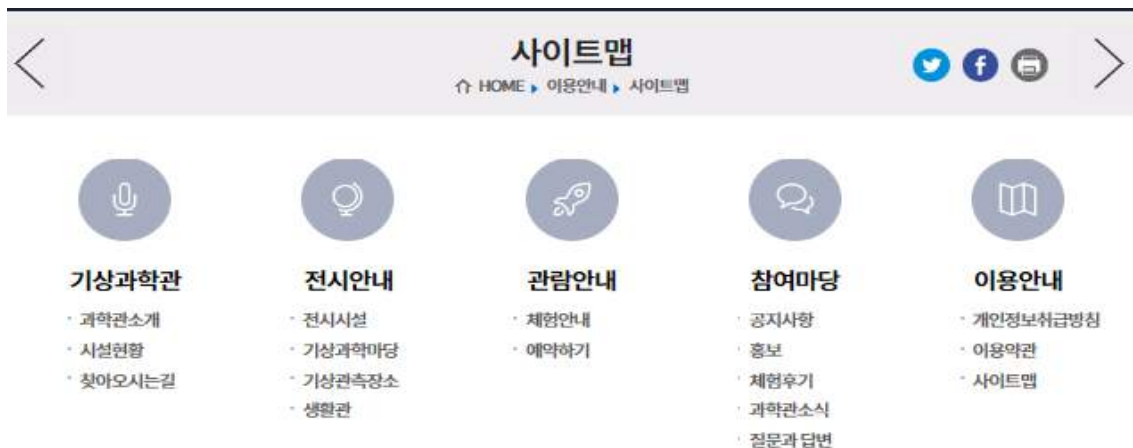 사이트맵
HOME 이용안내 사이트맵
기상과학관
과학관소개
시설현황
찾아오시는길
전시안내
전시시설
기상과학마당
기상관측장소
생활관
관람안내
체험안내
예약하기
참여마당
공지사항
홍보
체험후기
과학관소식
질문과 답변
이용안내
개인정보취급방침
이용약관
사이트맵